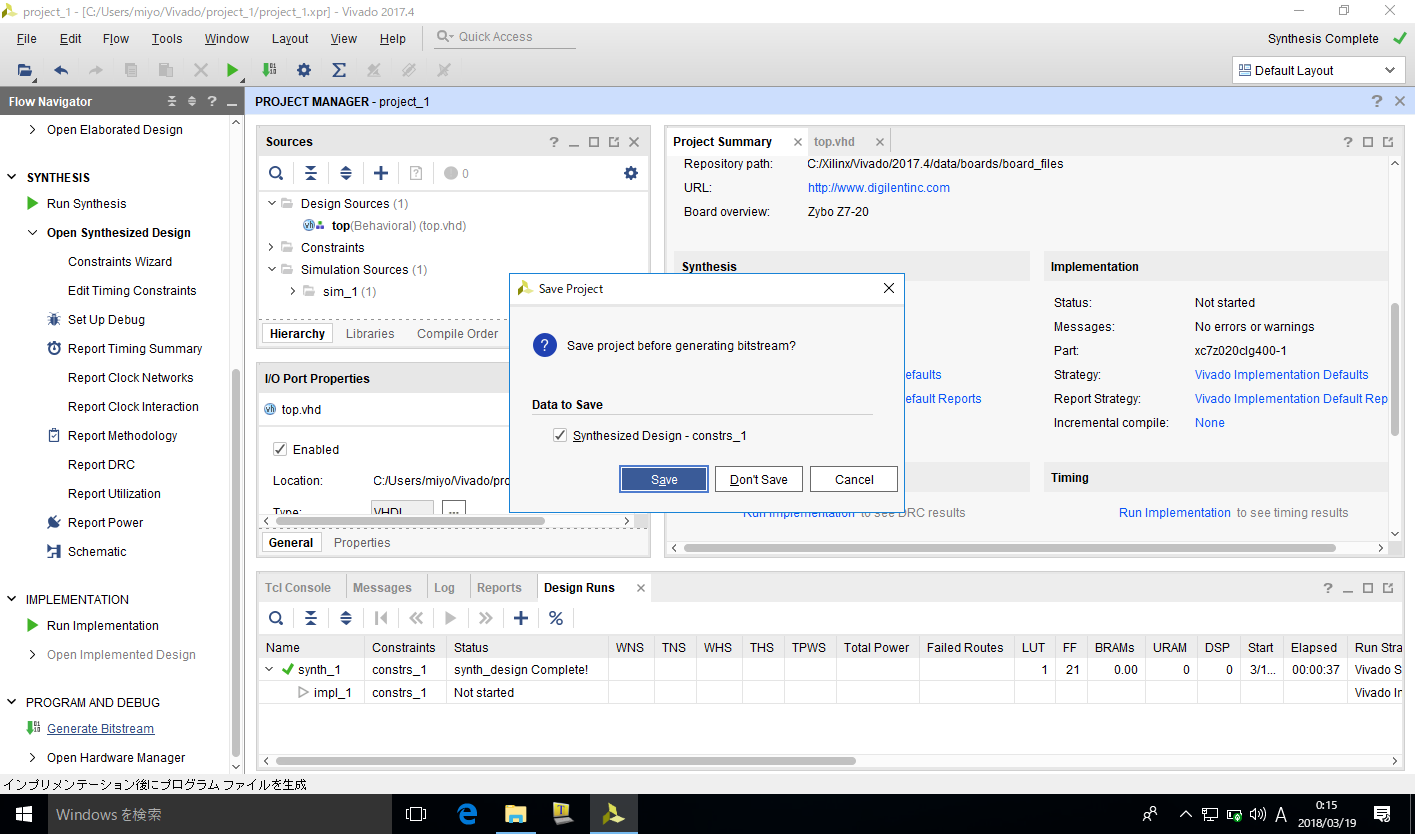 project_1 - [C:/Users/miyo/Vivado/project_1/project_1.xpr] - Vivado 2017.4
File Edit Flow Tools Window Layout View Help Quick Access Synthesis Complete
Default Layout
Flow Navigator
Open Elaborated Design
SYNTHESIS
Run Synthesis
Open Synthesized Design
Constraints Wizard
Edit Timing Constraints
Set Up Debug
Report Timing Summary
Report Clock Networks
Report Clock Interaction
Report Methodology
Report DRC
Report Utilization
Report Power
Schematic
IMPLEMENTATION
Run Implementation
Open Implemented Design
PROGRAM AND DEBUG
Generate Bitstream
Open Hardware Manager
PROJECT MANAGER - project_1
Sources
0
Design Sources (1)
top(Behavioral) (top.vhd)
Constraints
Simulation Sources (1)
sim_1 (1)
Hierarchy Libraries Compile Order
I/O Port Properties
top.vhd
Enabled
Location: C:/Users/miyo/Vivado/pro
Type: VHDL ...
General Properties
Project Summary top.vhd
Repository path: C:/Xilinx/Vivado/2017.4/data/boards/board_files
URL: http://www.digilentinc.com
Board overview: Zybo Z7-20
Synthesis
efaults
efault Reports
Run Implementation to see DRC results
Implementation
Status: Not started
Messages: No errors or warnings
Part: xc7z020clg400-1
Strategy: Vivado Implementation Defaults
Report Strategy: Vivado Implementation Default Rep
Incremental compile: None
Timing
Run Implementation to see timing results
Save Project
Save project before generating bitstream?
Data to Save
Synthesized Design - constrs_1
Save Don't Save Cancel
Tcl Console Messages Log Reports Design Runs
Name Constraints Status WNS TNS WHS THS TPWS Total Power Failed Routes LUT FF BRAMs URAM DSP Start Elapsed Run Stra
synth_1 constrs_1 synth_design Complete! 1 21 0.00 0 0 3/1... 00:00:37 Vivado S
impl_1 constrs_1 Not started Vivado In
インプリメンテーション後にプログラム ファイルを生成
Windows を検索
A
0:15
2018/03/19